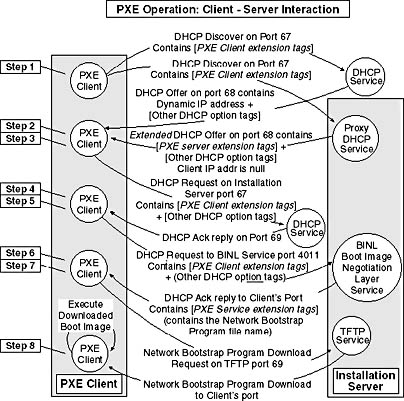 PXE Operation: Client - Server Interaction
DHCP Discover on Port 67
Contains [PXE Client extension tags]
Step 1
PXE
Client
DHCP
Service
DHCP Discover on Port 67
Contains [PXE Client extension tags]
DHCP Offer on port 68 contains
Dynamic IP address +
[Other DHCP option tags]
Step 2
Step 3
PXE
Client
Extended DHCP Offer on port 68 contains
[PXE server extension tags] +
[Other DHCP option tags]
Client IP addr is null
Proxy
DHCP
Service
DHCP Request on Installation
Server port 67
Contains [PXE Client extension tags]
+ [Other DHCP option tags]
Step 4
Step 5
PXE
Client
DHCP
Service
DHCP Ack reply on Port 69
DHCP Request to BINL Service port 4011
Contains [PXE Client extension tags]
+ (Other DHCP option tags)
Step 6
Step 7
PXE
Client
BINL
Boot Image
Negotiation
Layer
Service
DHCP Ack reply to Client's Port
Contains [PXE Service extension tags]
(contains the Network Bootstrap
Program file name)
Execute
Downloaded
Boot Image
TFTP
Service
Step 8
PXE
Client
Network Bootstrap Program Download
Request on TFTP port 69
Network Bootstrap Program Download
to Client's port
PXE Client
Installation
Server